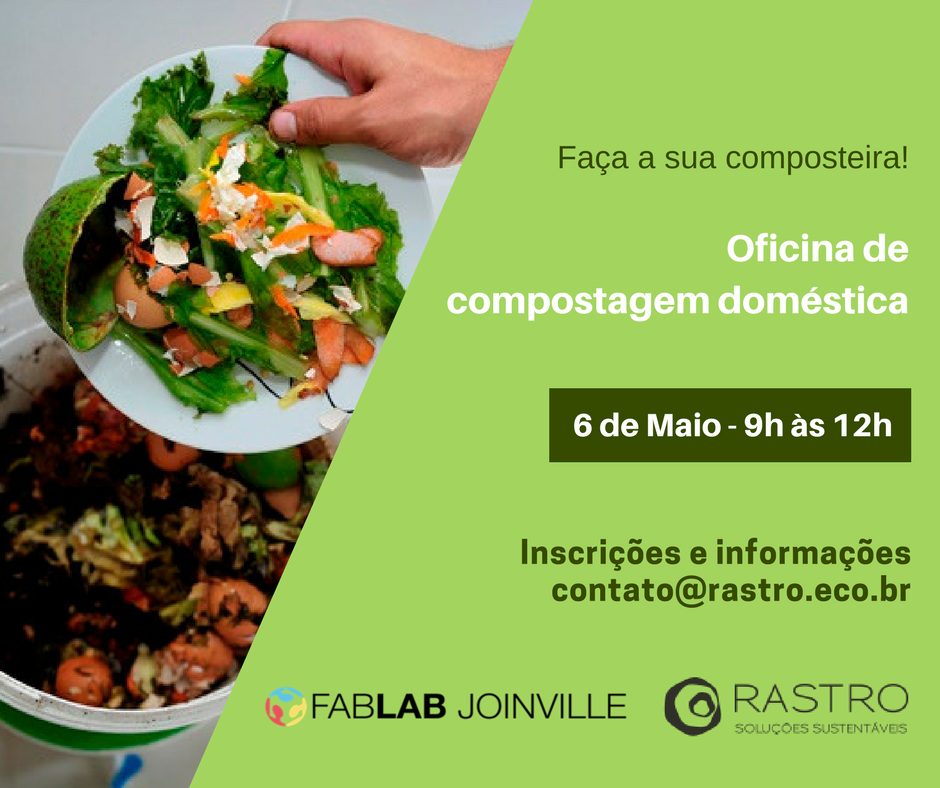 Faça a sua composteira!
Oficina de
compostagem doméstica
6 de Maio - 9h às 12h
Inscrições e informações
contato@rastro.eco.br
FABLAB JOINVILLE
RASTRO
SOLUÇÕES SUSTENTÁVEIS